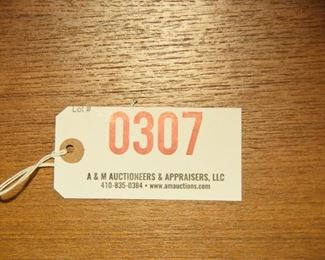 Lot #
0307
A & M AUCTIONEERS & APPRAISERS, LLC
410-835-0384 • www.amauctions.com